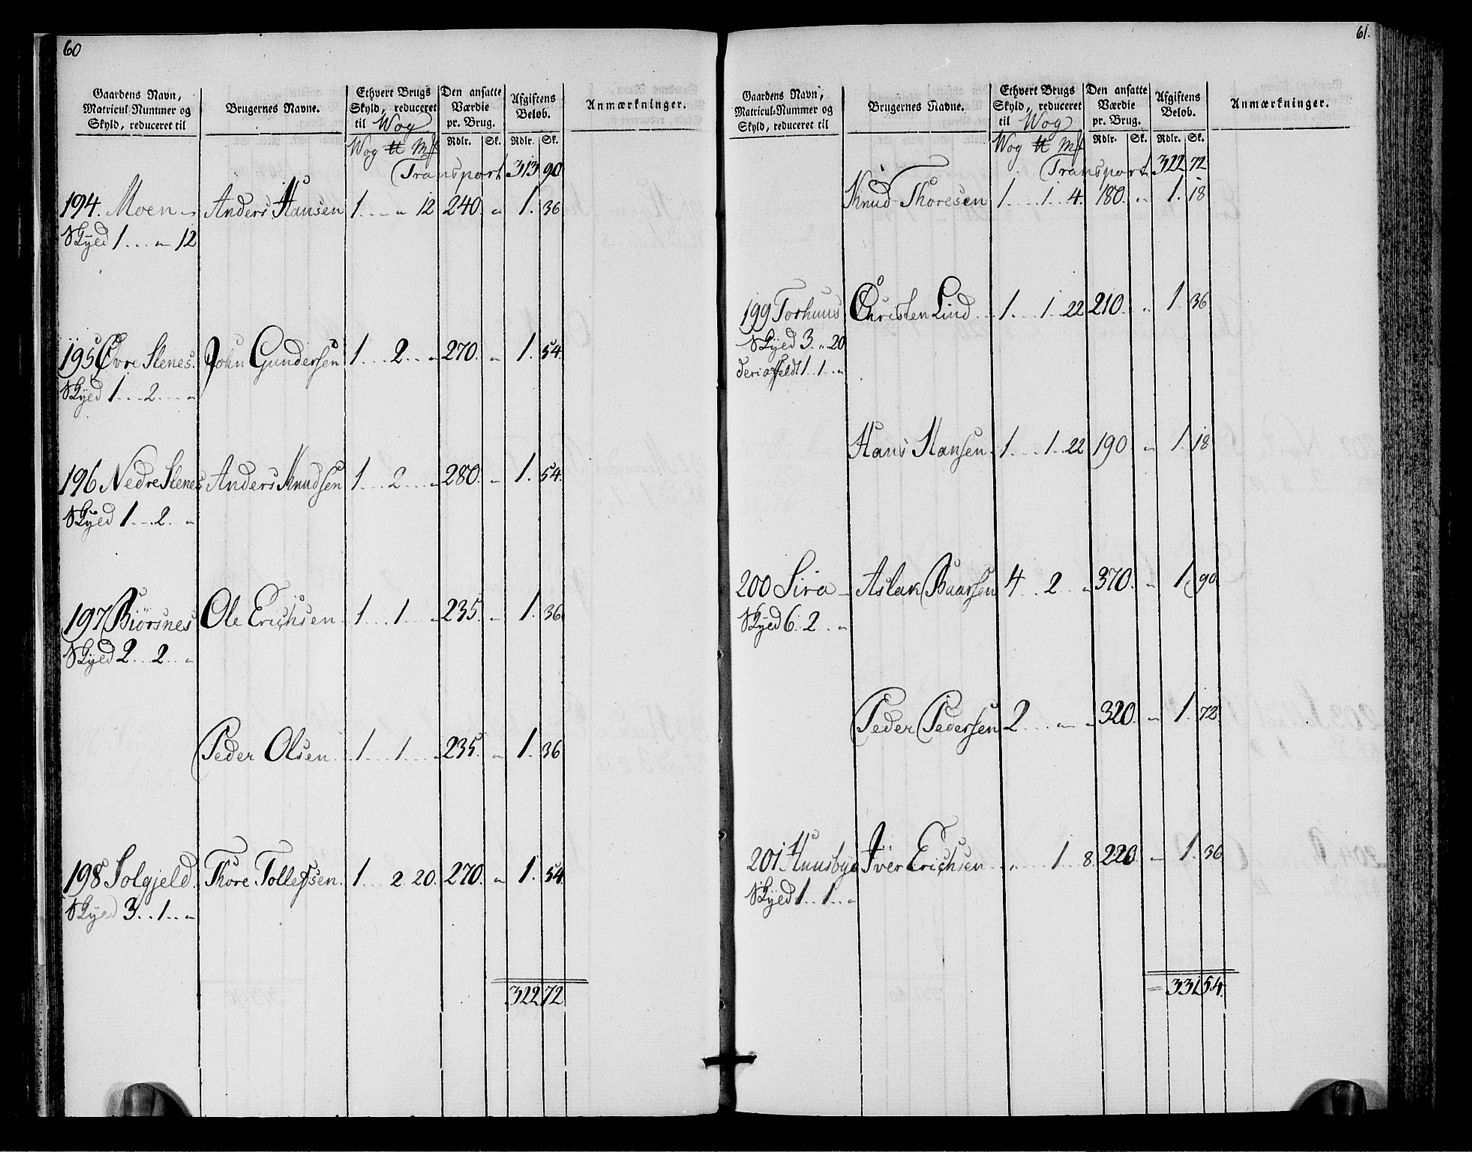 60
Gaardens Navn,
Matricul-Nummer og
Skyld, reduceret til
Brugernes Navne.
Ethvert Brugs
Skyld, reduceret
til Wog
Wog ℔ Mk
Den ansatte
Værdie
pr. Brug.
Rdlr. Sk.
Afgiftens
Beløb.
Rdlr. Sk.
Anmærkninger.
Transport 313 90
194. Moen Anders Hansen 1 .. „ 12 240 „ 1. 36
Skyld 1 ... „ 12
195 Øvre Stenes. John Gundersen 1 .. 2 .. „ 270. „ 1. 54
Skyld 1 .. 2 .. „
196 Nedre Stenes Anders Knudsen 1 .. 2 .. „ 280. „ 1. 54
Skyld 1 .. 2 .. „
197 Biørsnes Ole Erichsen 1 .. 1 .. „ 235. „ 1. 36
Skyld 2 .. 2 .. „
Peder Olsen 1 .. 1 .. „ 235. „ 1. 36
198 Solgjeld Thore Tollefsen. 1 .. 2 20. 270. „ 1. 54
Skyld 3 .. 1 .. „
322 72
61.
Gaardens Navn,
Matricul-Nummer og
Skyld, reduceret til
Brugernes Navne.
Ethvert Brugs
Skyld, reduceret
til Wog
Wog ℔ Mk
Den ansatte
Værdie
pr. Brug.
Rdlr. Sk.
Afgiftens
Beløb.
Rdlr. Sk.
Anmærkninger.
Transport 322 72
Knud Thoresen 1 .. 1 .. 4. 180. „ 1. 18
199 Torhuus Christen Lind 1 .. 1. 22 210. „ 1. 36
Skyld 3 .. „ 20
1 .. 1 .. „
Hans Hansen 1 .. 1 .. 22 190 „ 1. 18
200 Sira Aslak Baarsen 4 .. 2 .. „ 370. „ 1. 90
Skyld 6 .. 2 .. „
Peder Pedersen 2 ... „ .. „ 320. „ 1. 72
201. Huusbye Iver Erichsen „ 1 .. 8. 220. „ 1. 36
Skyld 1 .. 1 .. „
331 54.